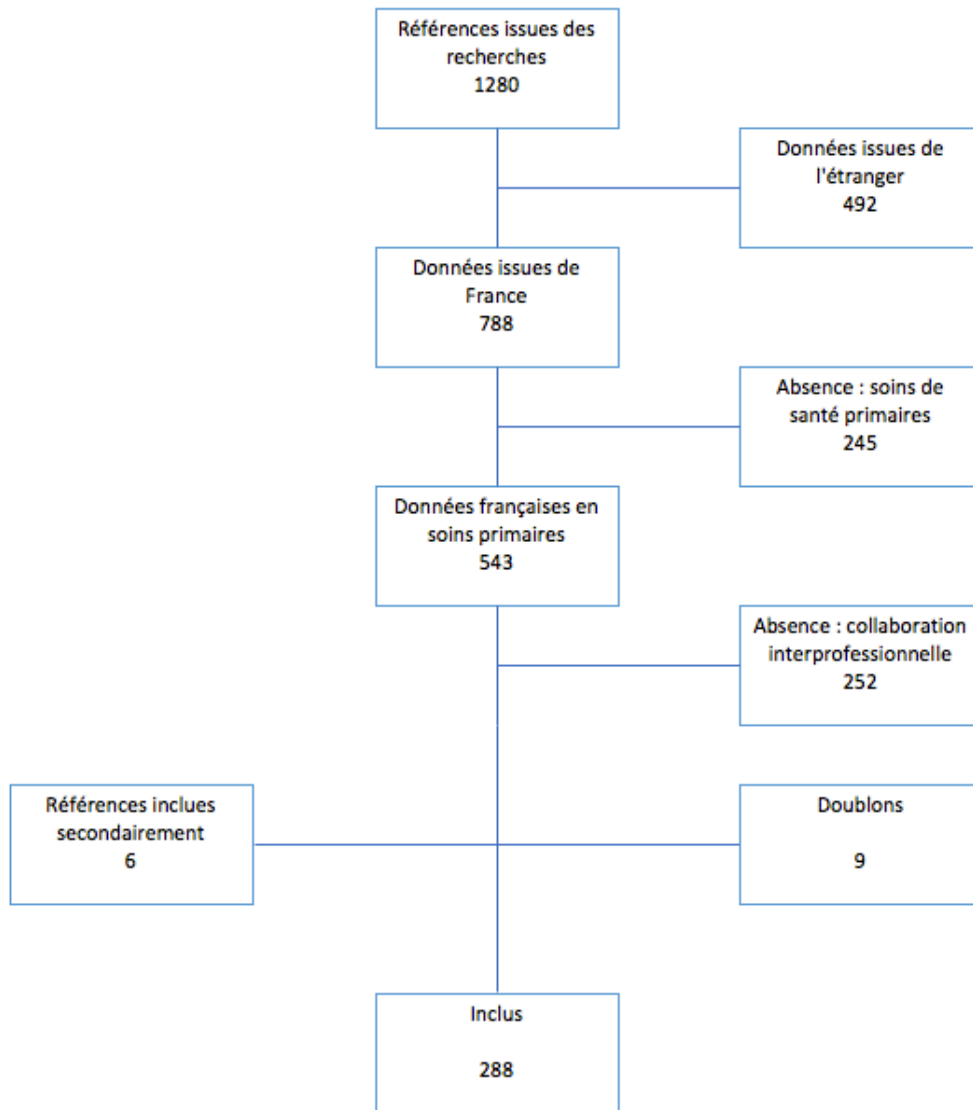 Références issues des
recherches
1280
Données issues de
l'étranger
492
Données issues de
France
788
Absence : soins de
santé primaires
245
Données françaises en
soins primaires
543
Absence : collaboration
interprofessionnelle
252
Références inclues
secondairement
6
Doublons
9
Inclus
288